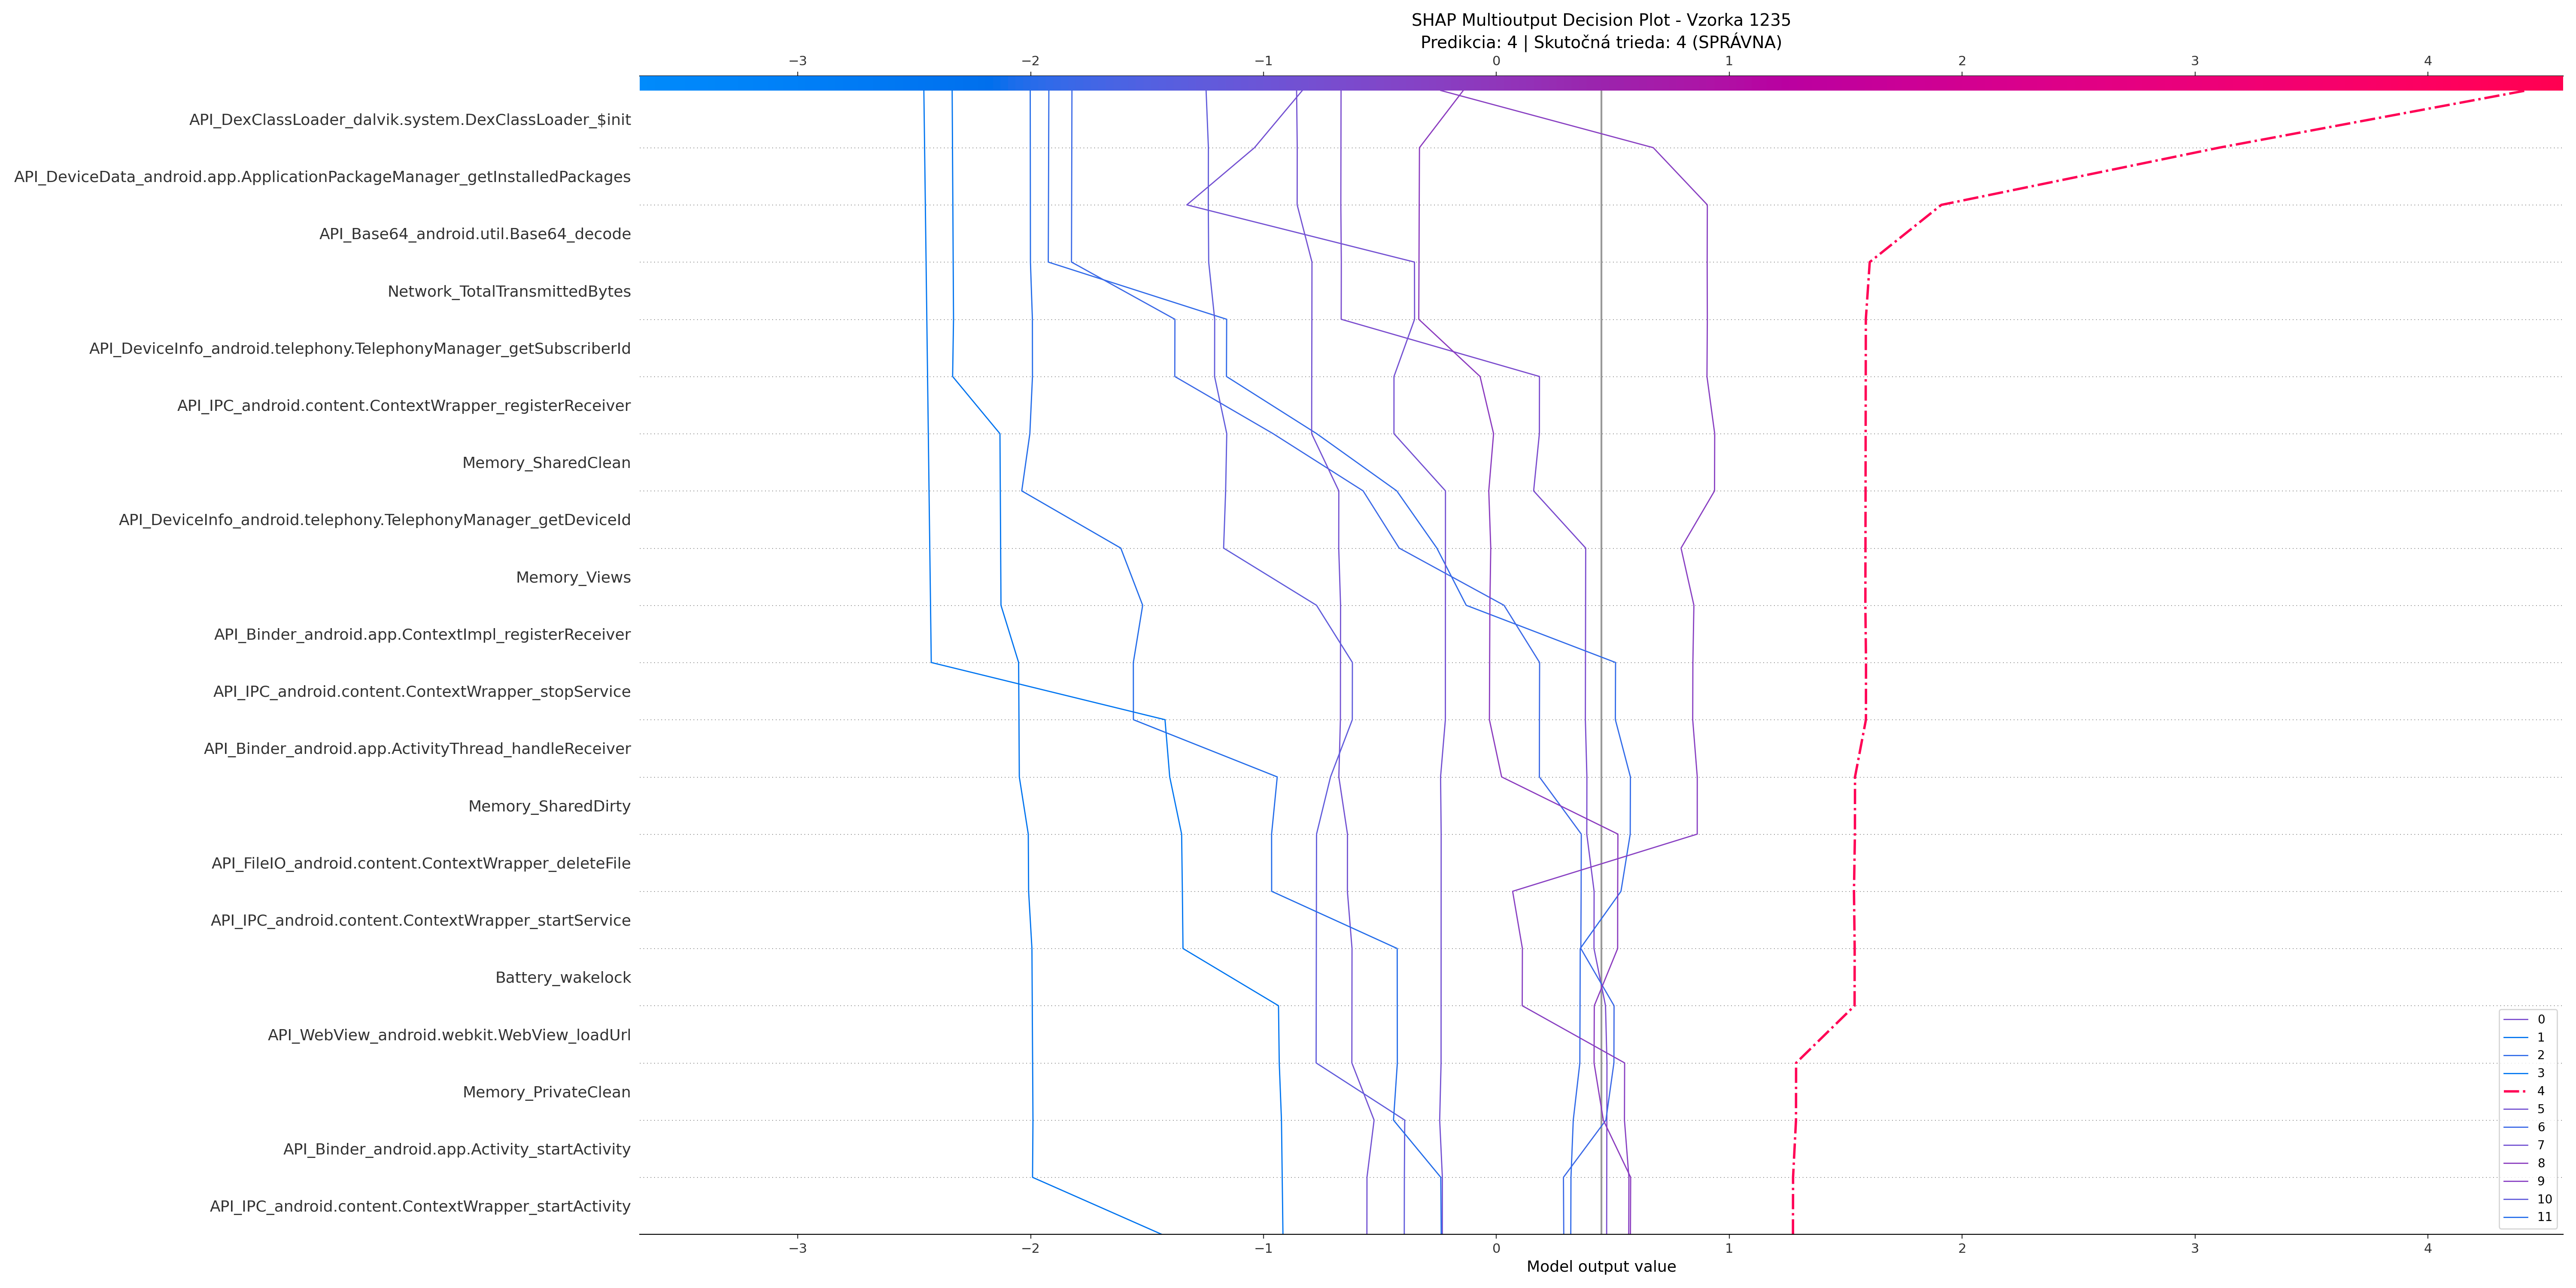 SHAP Multioutput Decision Plot - Vzorka 1235
Predikcia: 4 | Skutočná trieda: 4 (SPRÁVNA)
−3 −2 −1 0 1 2 3 4
API_DexClassLoader_dalvik.system.DexClassLoader_$init
API_DeviceData_android.app.ApplicationPackageManager_getInstalledPackages
API_Base64_android.util.Base64_decode
Network_TotalTransmittedBytes
API_DeviceInfo_android.telephony.TelephonyManager_getSubscriberId
API_IPC_android.content.ContextWrapper_registerReceiver
Memory_SharedClean
API_DeviceInfo_android.telephony.TelephonyManager_getDeviceId
Memory_Views
API_Binder_android.app.ContextImpl_registerReceiver
API_IPC_android.content.ContextWrapper_stopService
API_Binder_android.app.ActivityThread_handleReceiver
Memory_SharedDirty
API_FileIO_android.content.ContextWrapper_deleteFile
API_IPC_android.content.ContextWrapper_startService
Battery_wakelock
API_WebView_android.webkit.WebView_loadUrl
Memory_PrivateClean
API_Binder_android.app.Activity_startActivity
API_IPC_android.content.ContextWrapper_startActivity
0
1
2
3
4
5
6
7
8
9
10
11
−3 −2 −1 0 1 2 3 4
Model output value